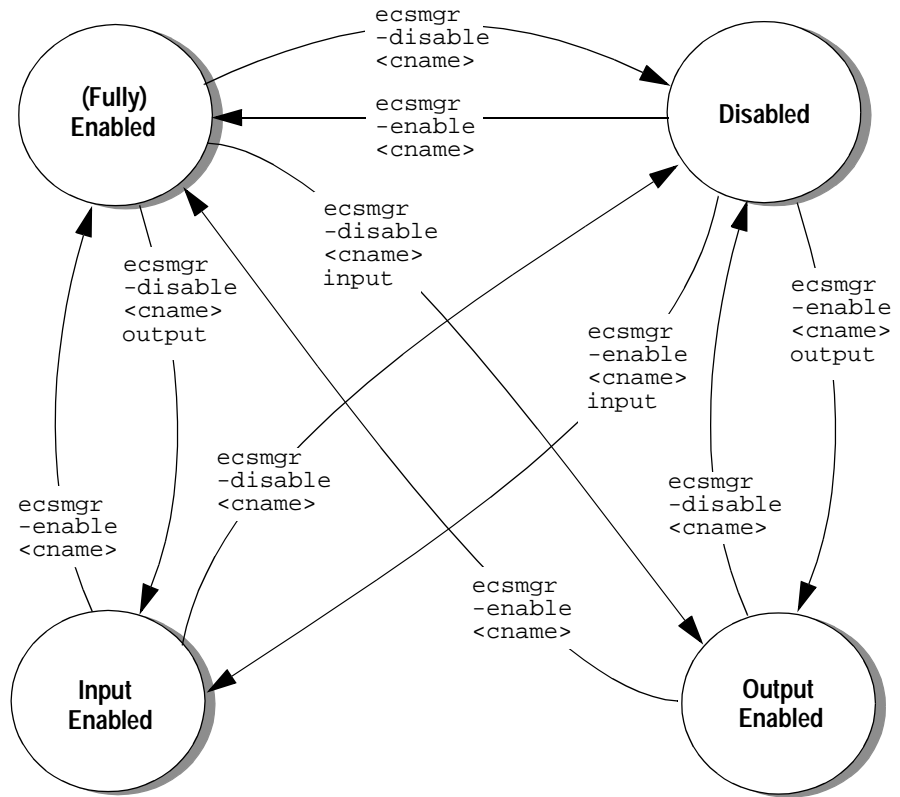 ecsmgr
-disable
<cname>
(Fully)
Enabled
ecsmgr
-enable
<cname>
Disabled
ecsmgr
-disable
<cname>
input
ecsmgr
-disable
<cname>
output
ecsmgr
-enable
<cname>
output
ecsmgr
-enable
<cname>
input
ecsmgr
-disable
<cname>
ecsmgr
-disable
<cname>
ecsmgr
-enable
<cname>
ecsmgr
-enable
<cname>
Input
Enabled
Output
Enabled